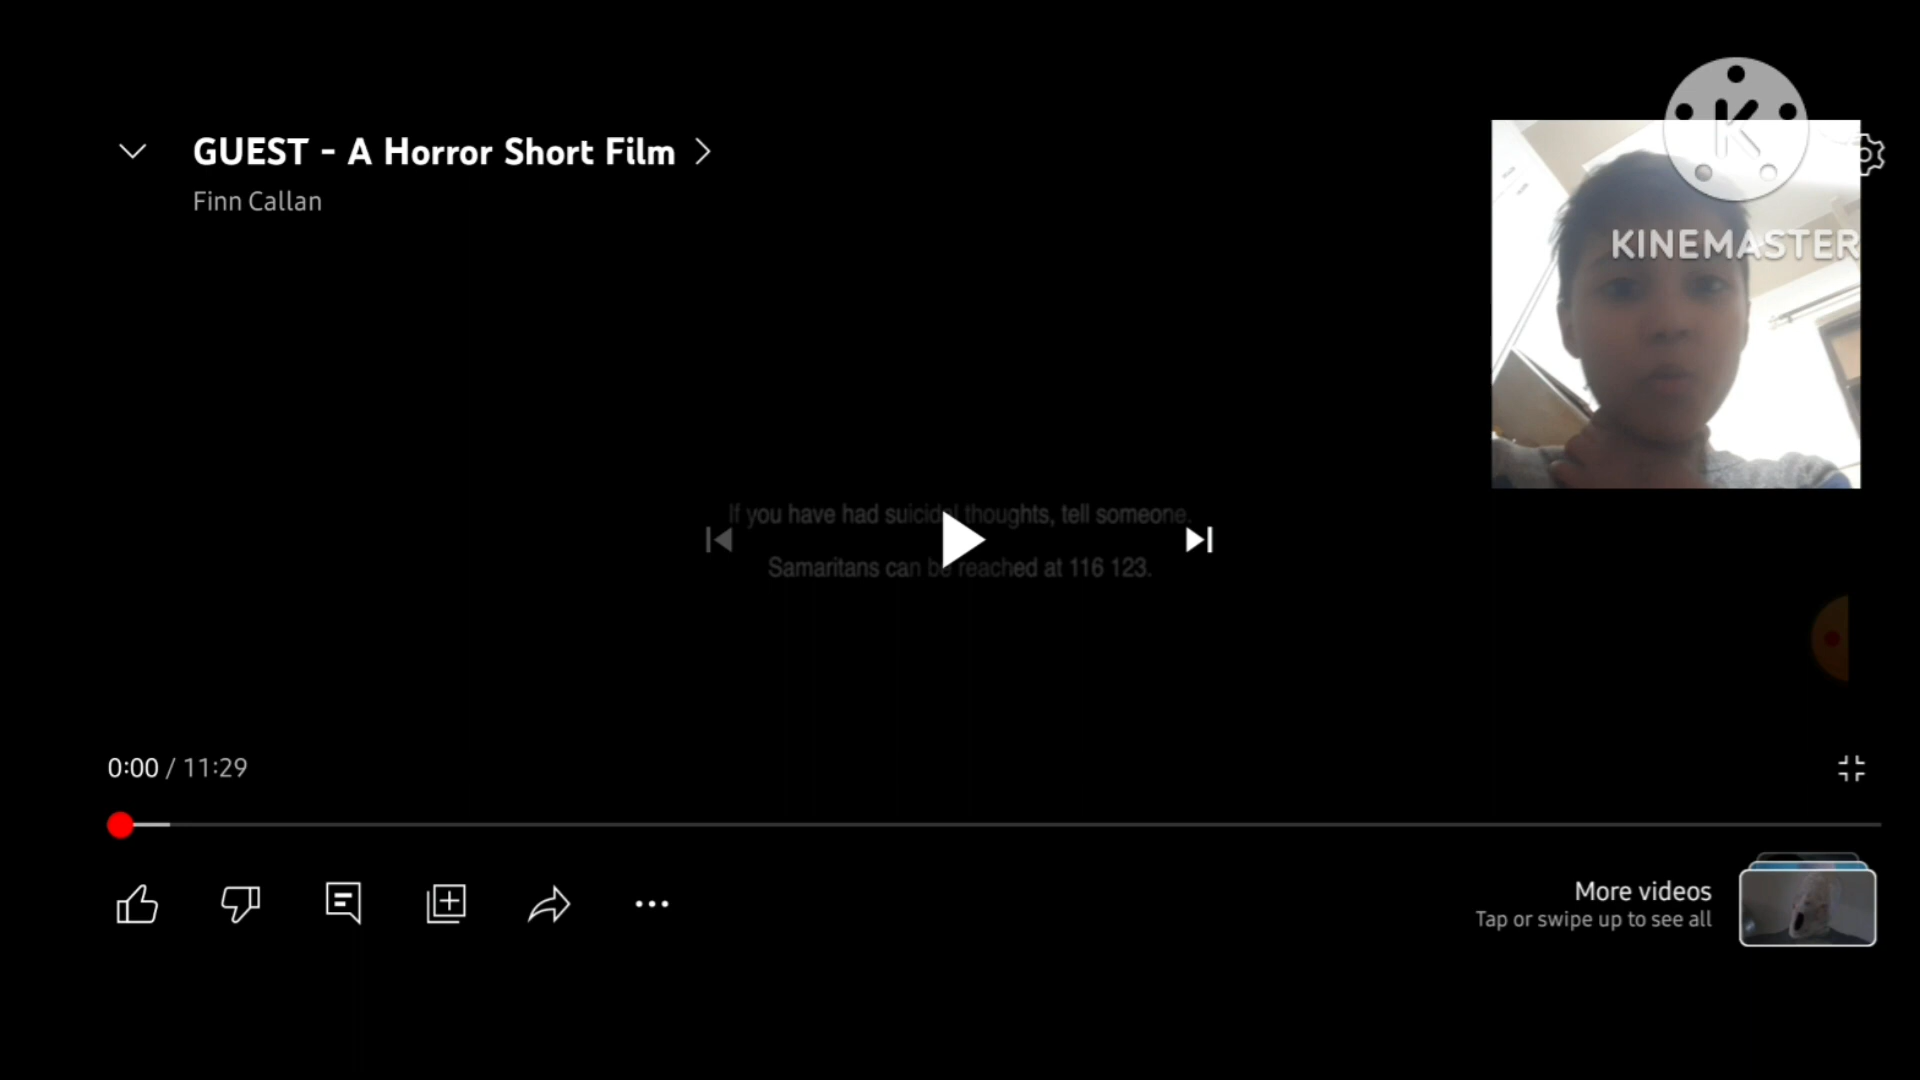 GUEST - A Horror Short Film
Finn Callan
KINEMASTER
If you have had suicidal thoughts, tell someone.
Samaritans can be reached at 116 123.
0:00 / 11:29
More videos
Tap or swipe up to see all